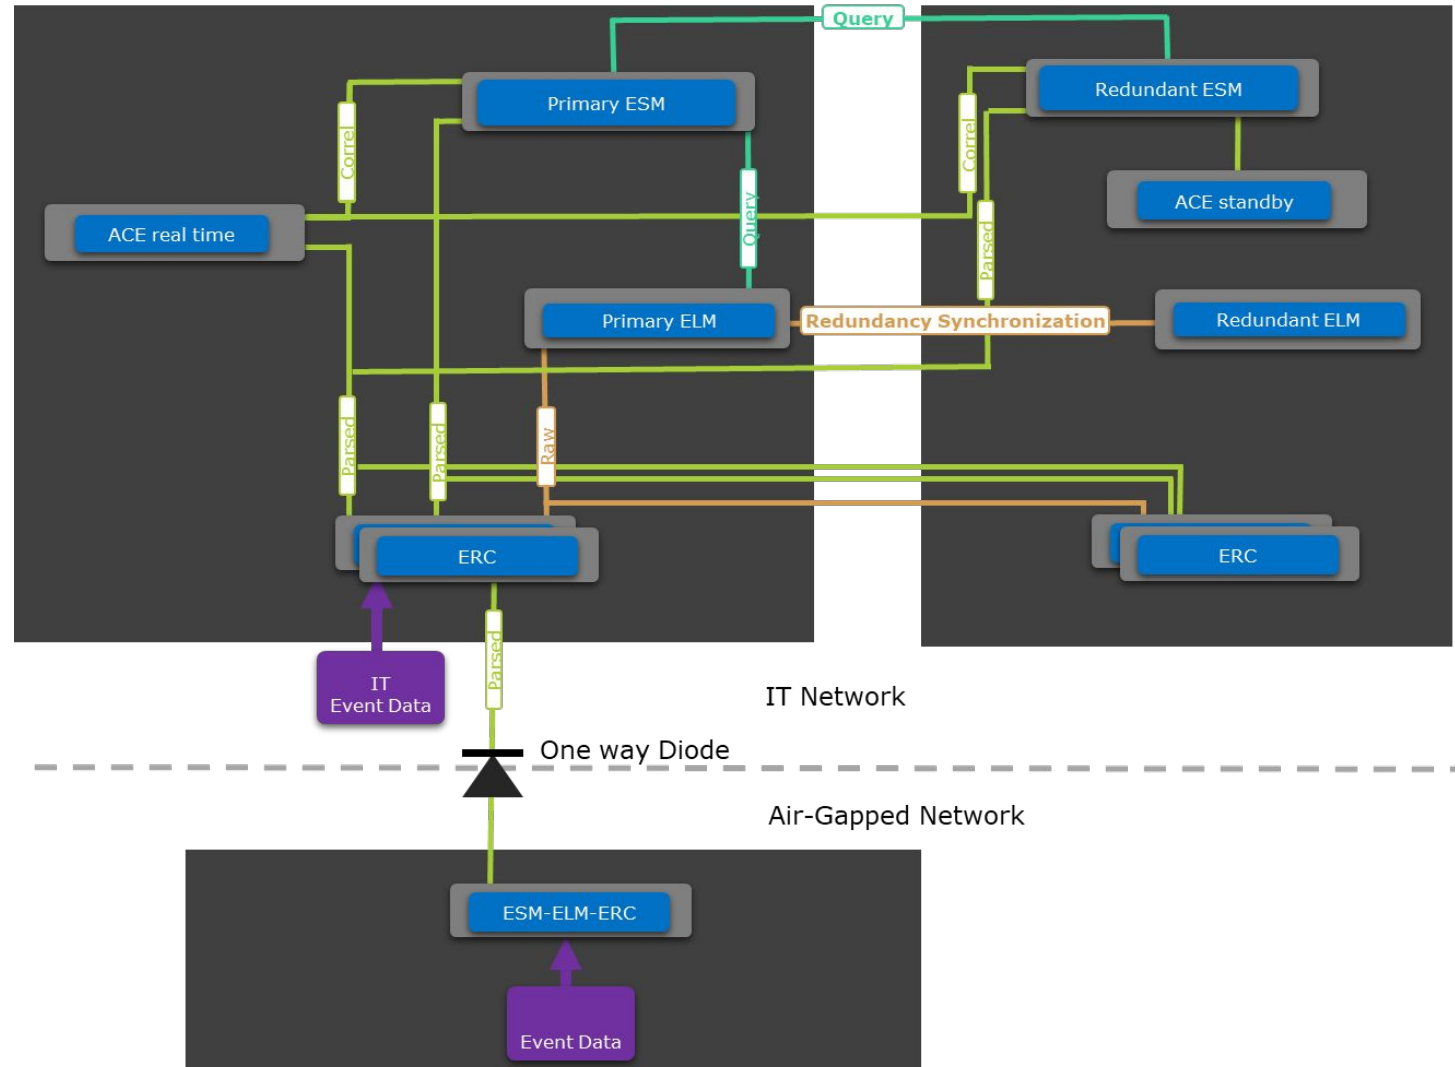 Query
Primary ESM
Redundant ESM
Correl
Correl
ACE standby
ACE real time
Query
Parsed
Primary ELM
Redundancy Synchronization
Redundant ELM
Parsed
Parsed
Raw
ERC
ERC
Parsed
IT
Event Data
IT Network
One way Diode
Air-Gapped Network
ESM-ELM-ERC
Event Data